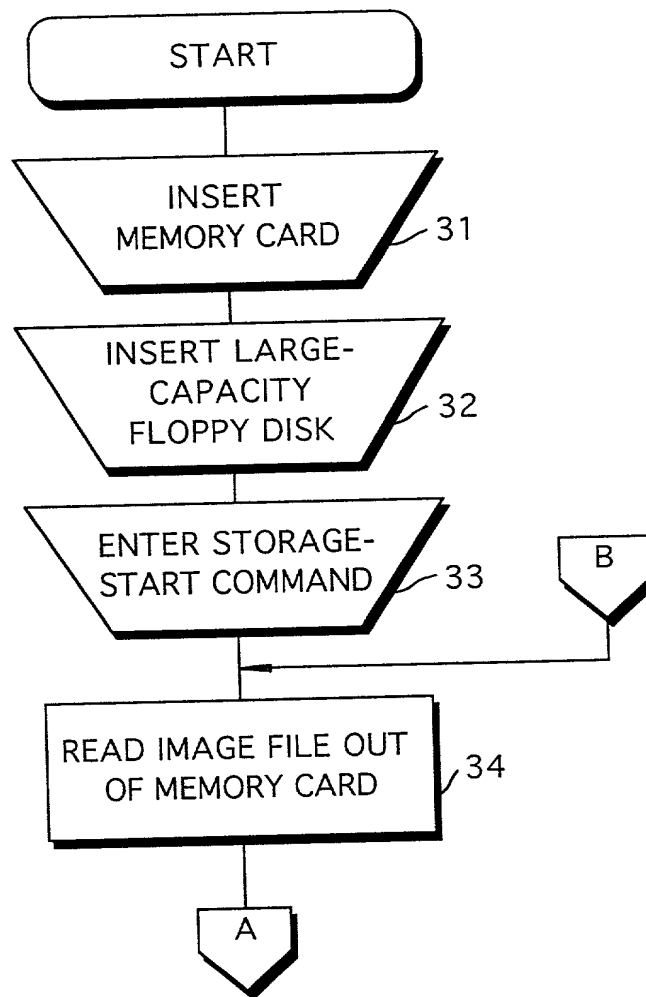 START
INSERT
MEMORY CARD
31
INSERT LARGE-
CAPACITY
FLOPPY DISK
32
ENTER STORAGE-
START COMMAND
33
B
READ IMAGE FILE OUT
OF MEMORY CARD
34
A